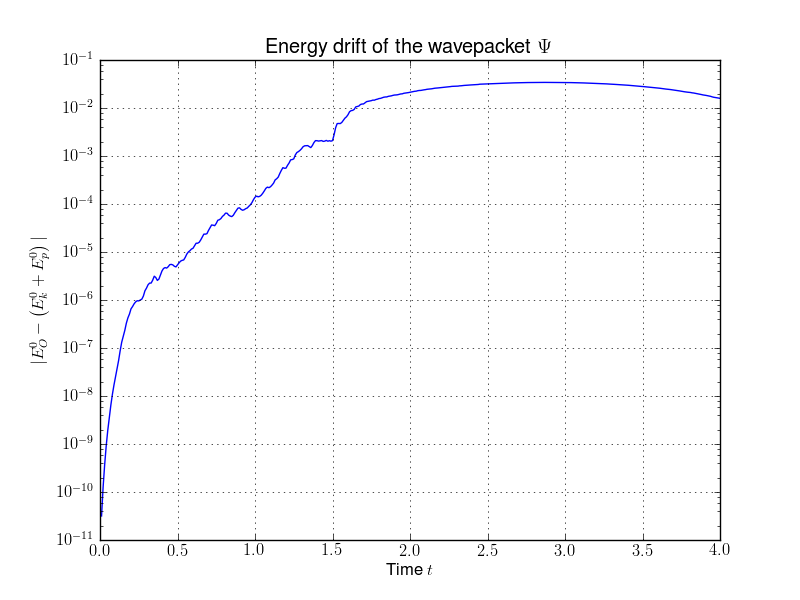 Energy drift of the wavepacket Ψ
10⁻¹
10⁻²
10⁻³
10⁻⁴
10⁻⁵
10⁻⁶
10⁻⁷
10⁻⁸
10⁻⁹
10⁻¹⁰
10⁻¹¹
|E_O^0 − (E_k^0 + E_p^0) |
0.0 0.5 1.0 1.5 2.0 2.5 3.0 3.5 4.0
Time t